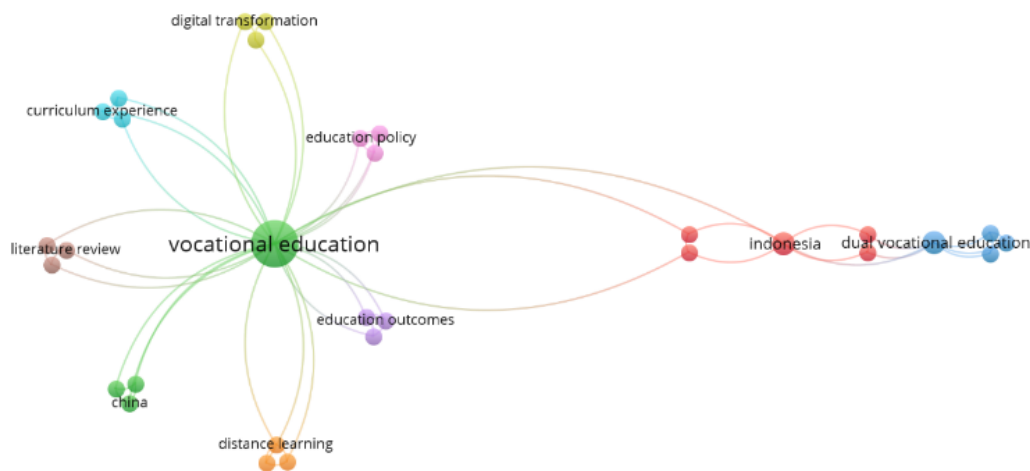 digital transformation
curriculum experience
education policy
literature review
vocational education
indonesia
dual vocational education
education outcomes
china
distance learning